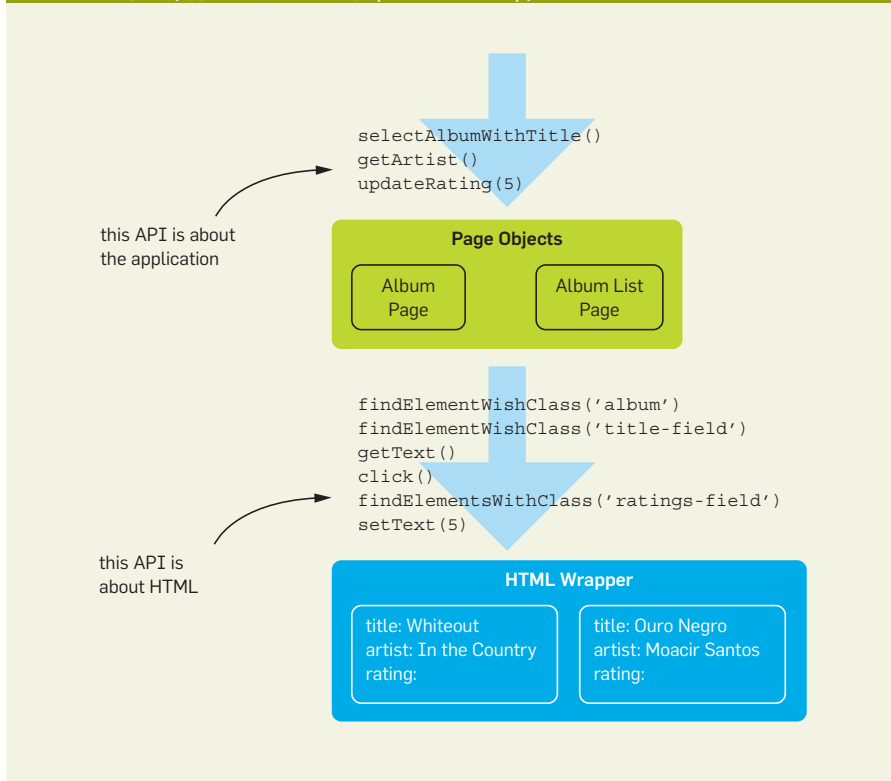 selectAlbumWithTitle()
getArtist()
updateRating(5)
this API is about
the application
Page Objects
Album
Page
Album List
Page
findElementWishClass('album')
findElementWishClass('title-field')
getText()
click()
findElementsWithClass('ratings-field')
setText(5)
this API is
about HTML
HTML Wrapper
title: Whiteout
artist: In the Country
rating:
title: Ouro Negro
artist: Moacir Santos
rating: